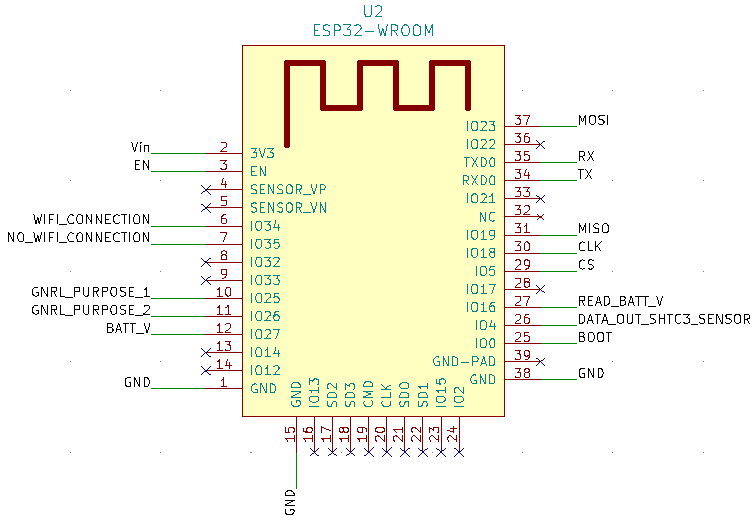 U2
ESP32-WROOM
Vin 2 3V3
EN 3 EN
4 SENSOR_VP
5 SENSOR_VN
WIFI_CONNECTION 6 IO34
NO_WIFI_CONNECTION 7 IO35
8 IO32
9 IO33
GNRL_PURPOSE_1 10 IO25
GNRL_PURPOSE_2 11 IO26
BATT_V 12 IO27
13 IO14
14 IO12
GND 1 GND
IO23 37 MOSI
IO22 36
TXD0 35 RX
RXD0 34 TX
IO21 33
NC 32
IO19 31 MISO
IO18 30 CLK
IO5 29 CS
IO17 28
IO16 27 READ_BATT_V
IO4 26 DATA_OUT_SHTC3_SENSOR
IO0 25 BOOT
GND-PAD 39
GND 38 GND
GND 15 GND
IO13 16
SD2 17
SD3 18
CMD 19
CLK 20
SD0 21
SD1 22
IO15 23
IO2 24